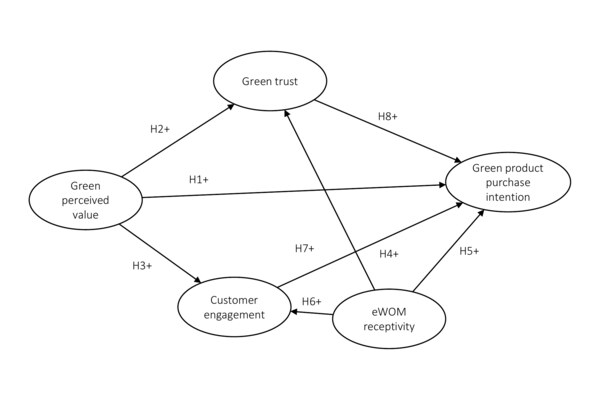 Green trust
H8+
H2+
Green product
purchase
intention
H1+
Green
perceived
value
H7+
H4+
H5+
H3+
Customer
engagement
H6+
eWOM
receptivity